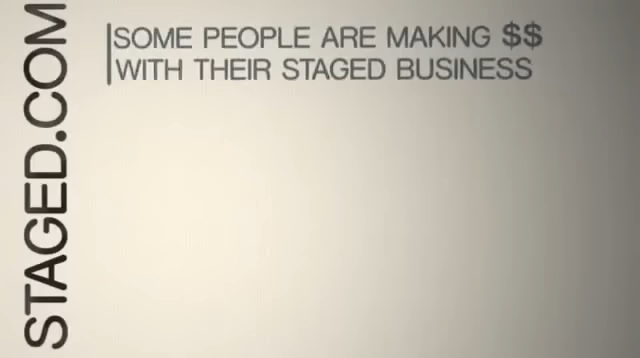 STAGED.COM
SOME PEOPLE ARE MAKING $$
WITH THEIR STAGED BUSINESS